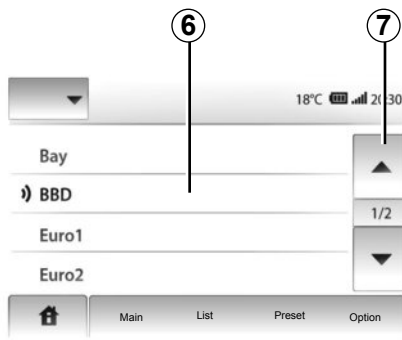 6 7
18°C 20:30
Bay
BBD
1/2
Euro1
Euro2
Main List Preset Option